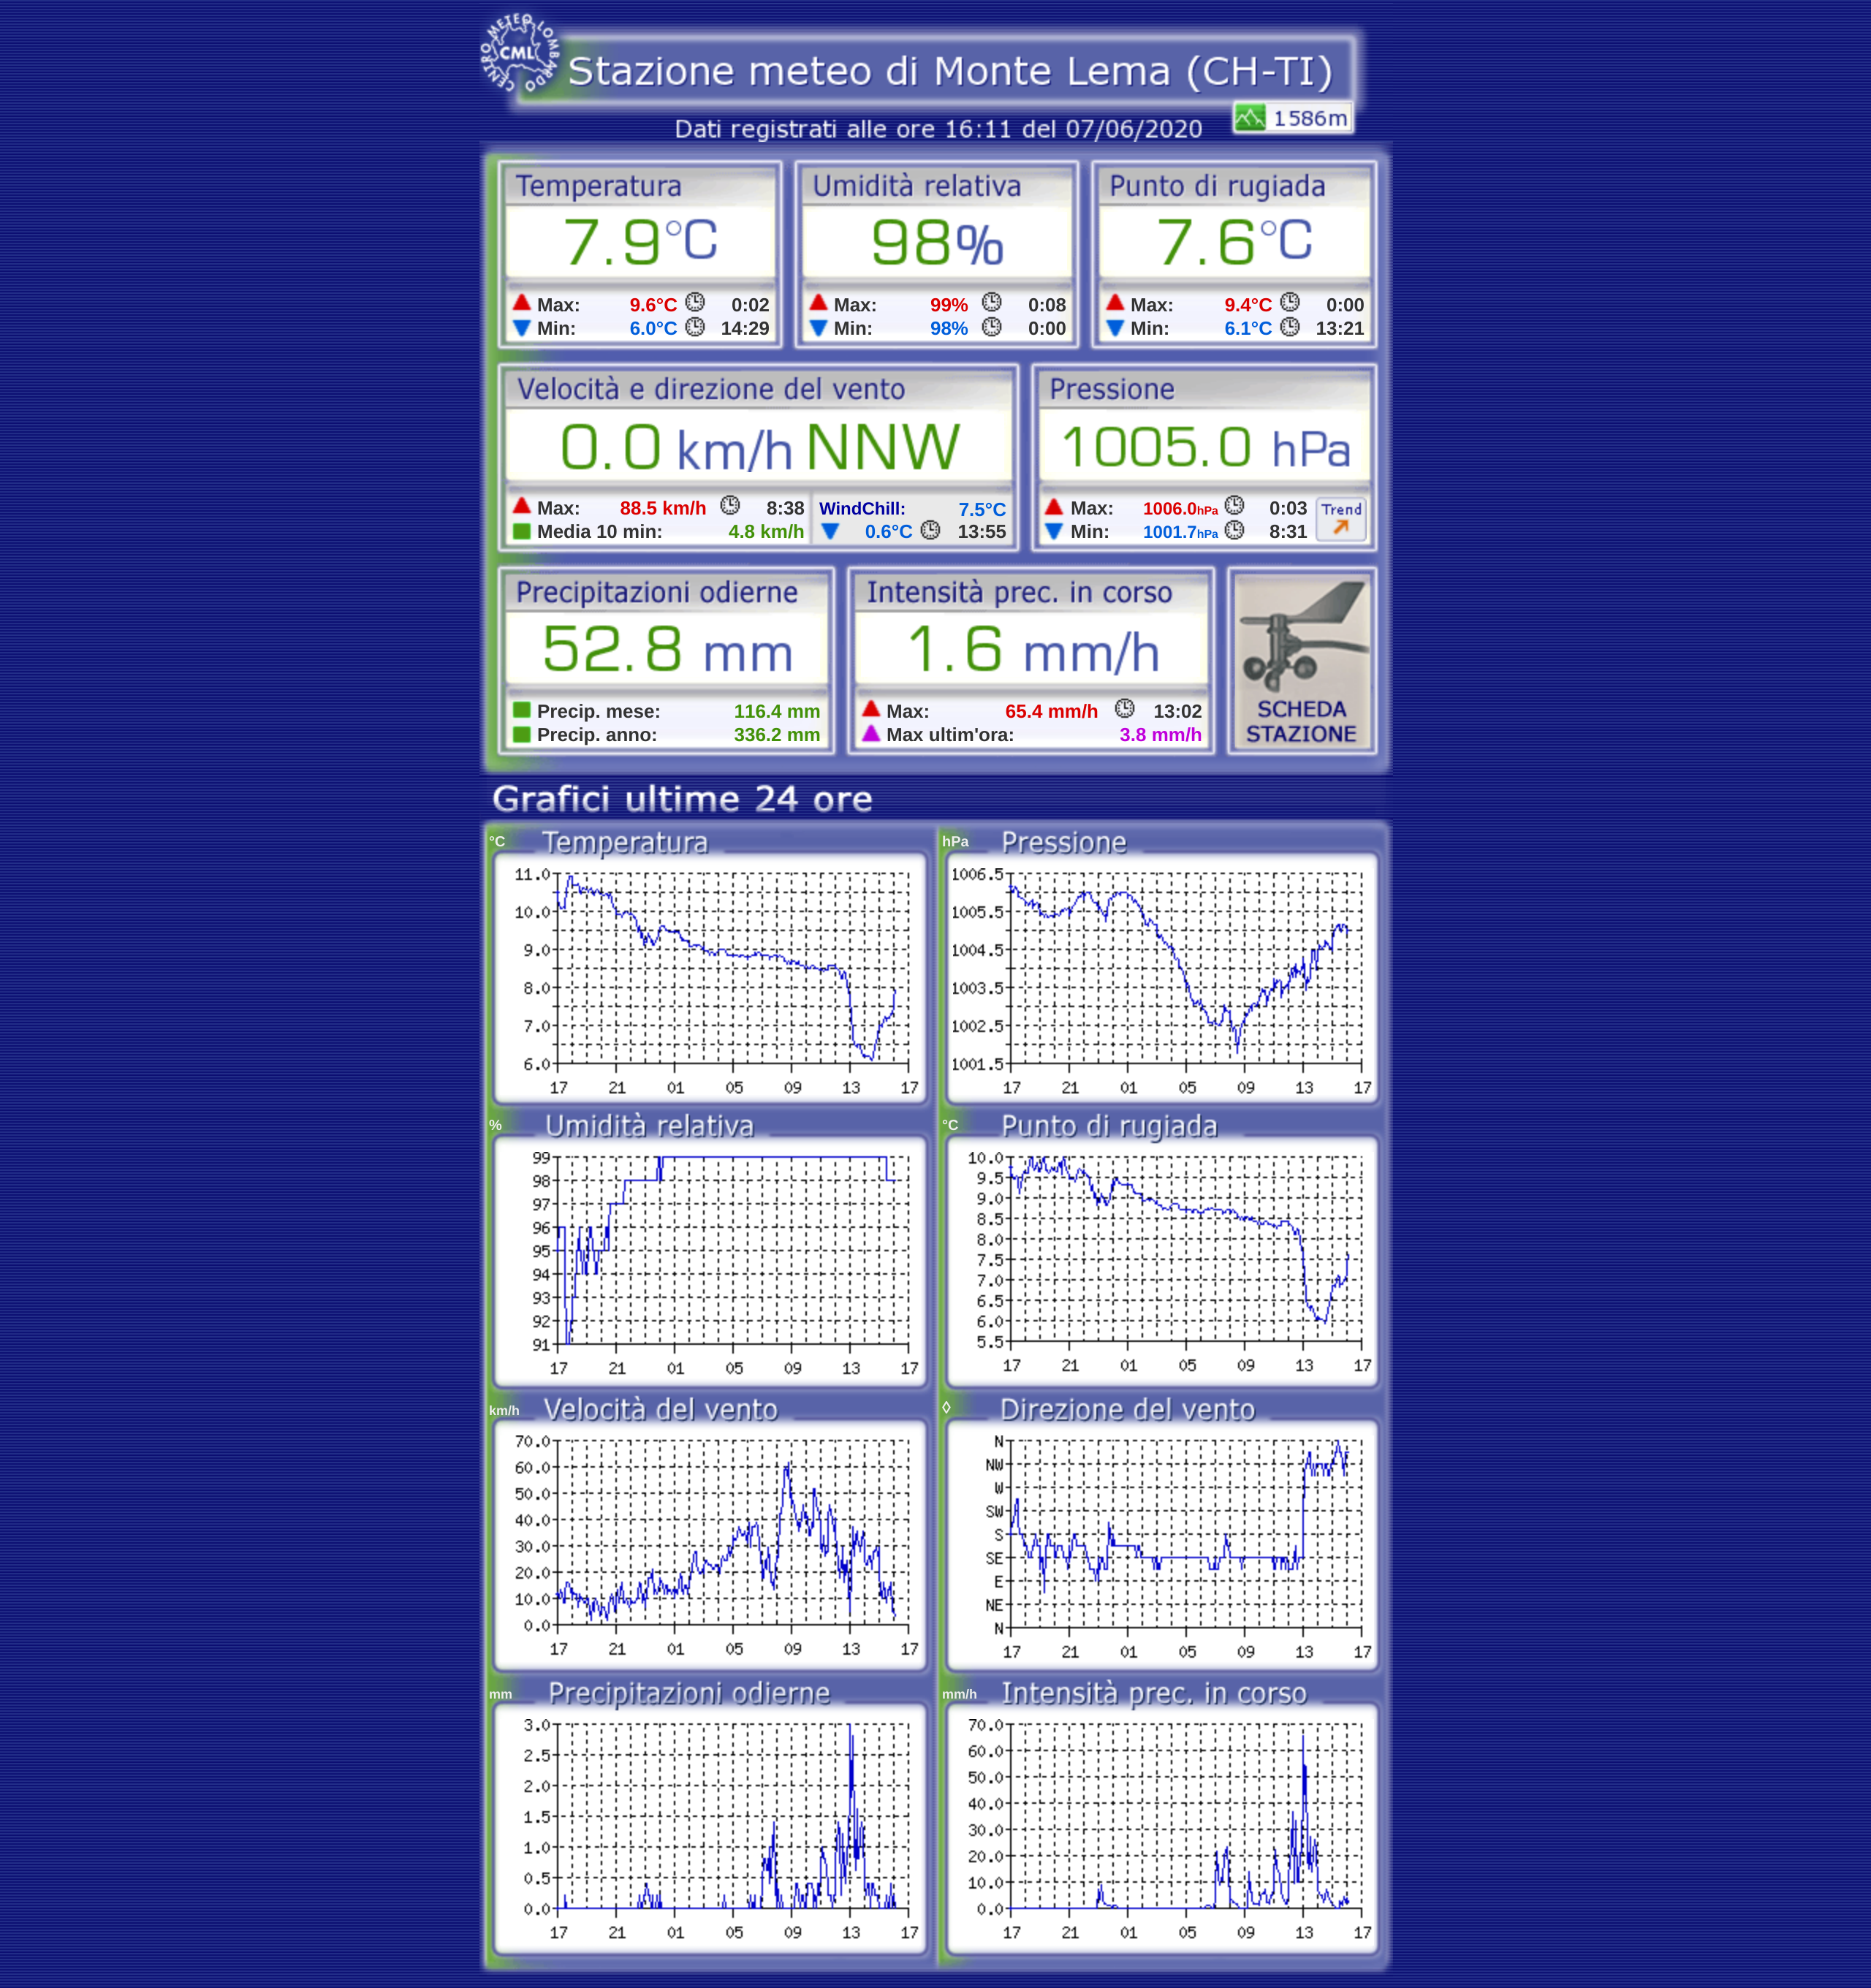 CENTRO METEO LOMBARDO
CML
Stazione meteo di Monte Lema (CH-TI)
1586m
Dati registrati alle ore 16:11 del 07/06/2020
Temperatura Umidità relativa Punto di rugiada
7.9°C 98% 7.6°C
Max: 9.6°C 0:02 Max: 99% 0:08 Max: 9.4°C 0:00
Min: 6.0°C 14:29 Min: 98% 0:00 Min: 6.1°C 13:21
Velocità e direzione del vento Pressione
0.0 km/h NNW 1005.0 hPa
Max: 88.5 km/h 8:38 WindChill: 7.5°C Max: 1006.0hPa 0:03 Trend
Media 10 min: 4.8 km/h 0.6°C 13:55 Min: 1001.7hPa 8:31
Precipitazioni odierne Intensità prec. in corso
52.8 mm 1.6 mm/h
Precip. mese: 116.4 mm Max: 65.4 mm/h 13:02 SCHEDA
Precip. anno: 336.2 mm Max ultim'ora: 3.8 mm/h STAZIONE
Grafici ultime 24 ore
°C Temperatura
11.0
10.0
9.0
8.0
7.0
6.0
17 21 01 05 09 13 17
hPa Pressione
1006.5
1005.5
1004.5
1003.5
1002.5
1001.5
17 21 01 05 09 13 17
% Umidità relativa
99
98
97
96
95
94
93
92
91
17 21 01 05 09 13 17
°C Punto di rugiada
10.0
9.5
9.0
8.5
8.0
7.5
7.0
6.5
6.0
5.5
17 21 01 05 09 13 17
km/h Velocità del vento
70.0
60.0
50.0
40.0
30.0
20.0
10.0
0.0
17 21 01 05 09 13 17
◊ Direzione del vento
N
NW
W
SW
S
SE
E
NE
N
17 21 01 05 09 13 17
mm Precipitazioni odierne
3.0
2.5
2.0
1.5
1.0
0.5
0.0
17 21 01 05 09 13 17
mm/h Intensità prec. in corso
70.0
60.0
50.0
40.0
30.0
20.0
10.0
0.0
17 21 01 05 09 13 17